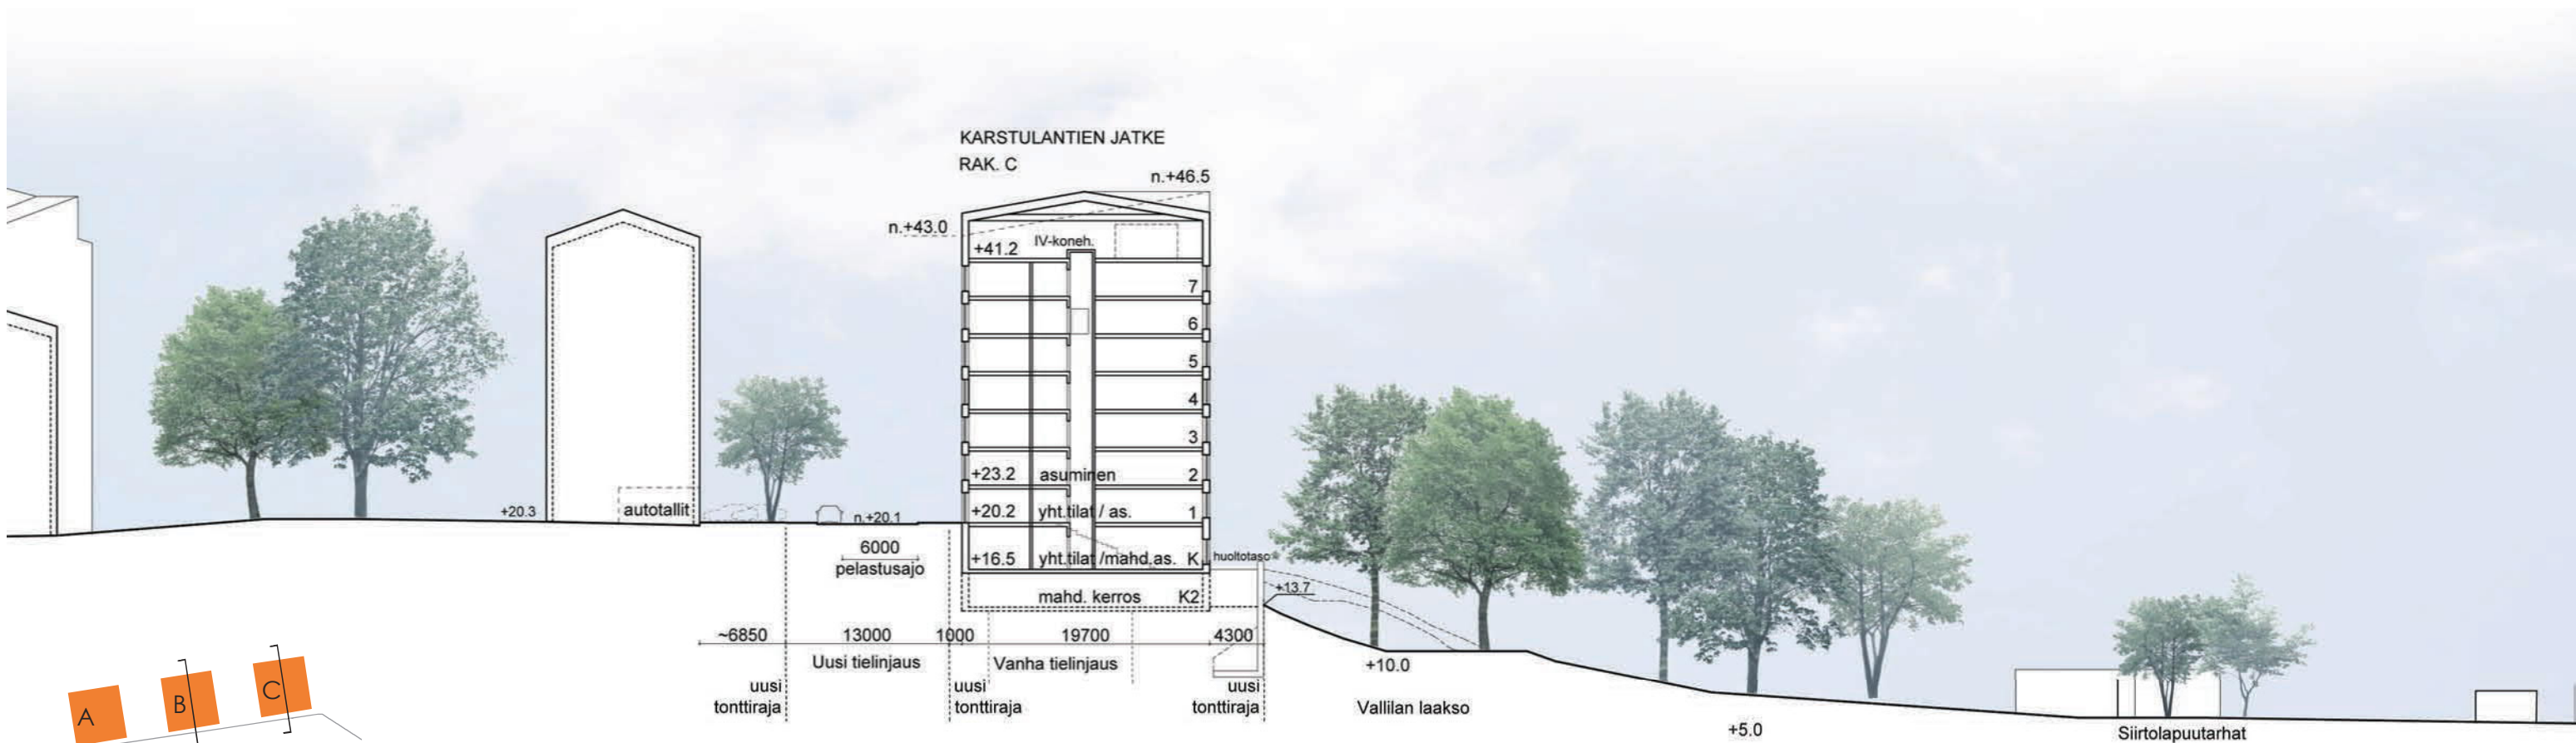 KARSTULANTIEN JATKE
RAK. C
n.+46.5
n.+43.0
+41.2 IV-koneh.
7
6
5
4
3
+23.2 asuminen 2
+20.3 autotallit n.+20.1 +20.2 yht.tilat / as. 1
6000
pelastusajo
+16.5 yht.tilat /mahd.as. K huoltotaso
mahd. kerros K2 +13.7
~6850 13000 1000 19700 4300
Uusi tielinjaus Vanha tielinjaus +10.0
uusi
tonttiraja
uusi
tonttiraja
uusi
tonttiraja
Vallilan laakso
+5.0
Siirtolapuutarhat
A B C